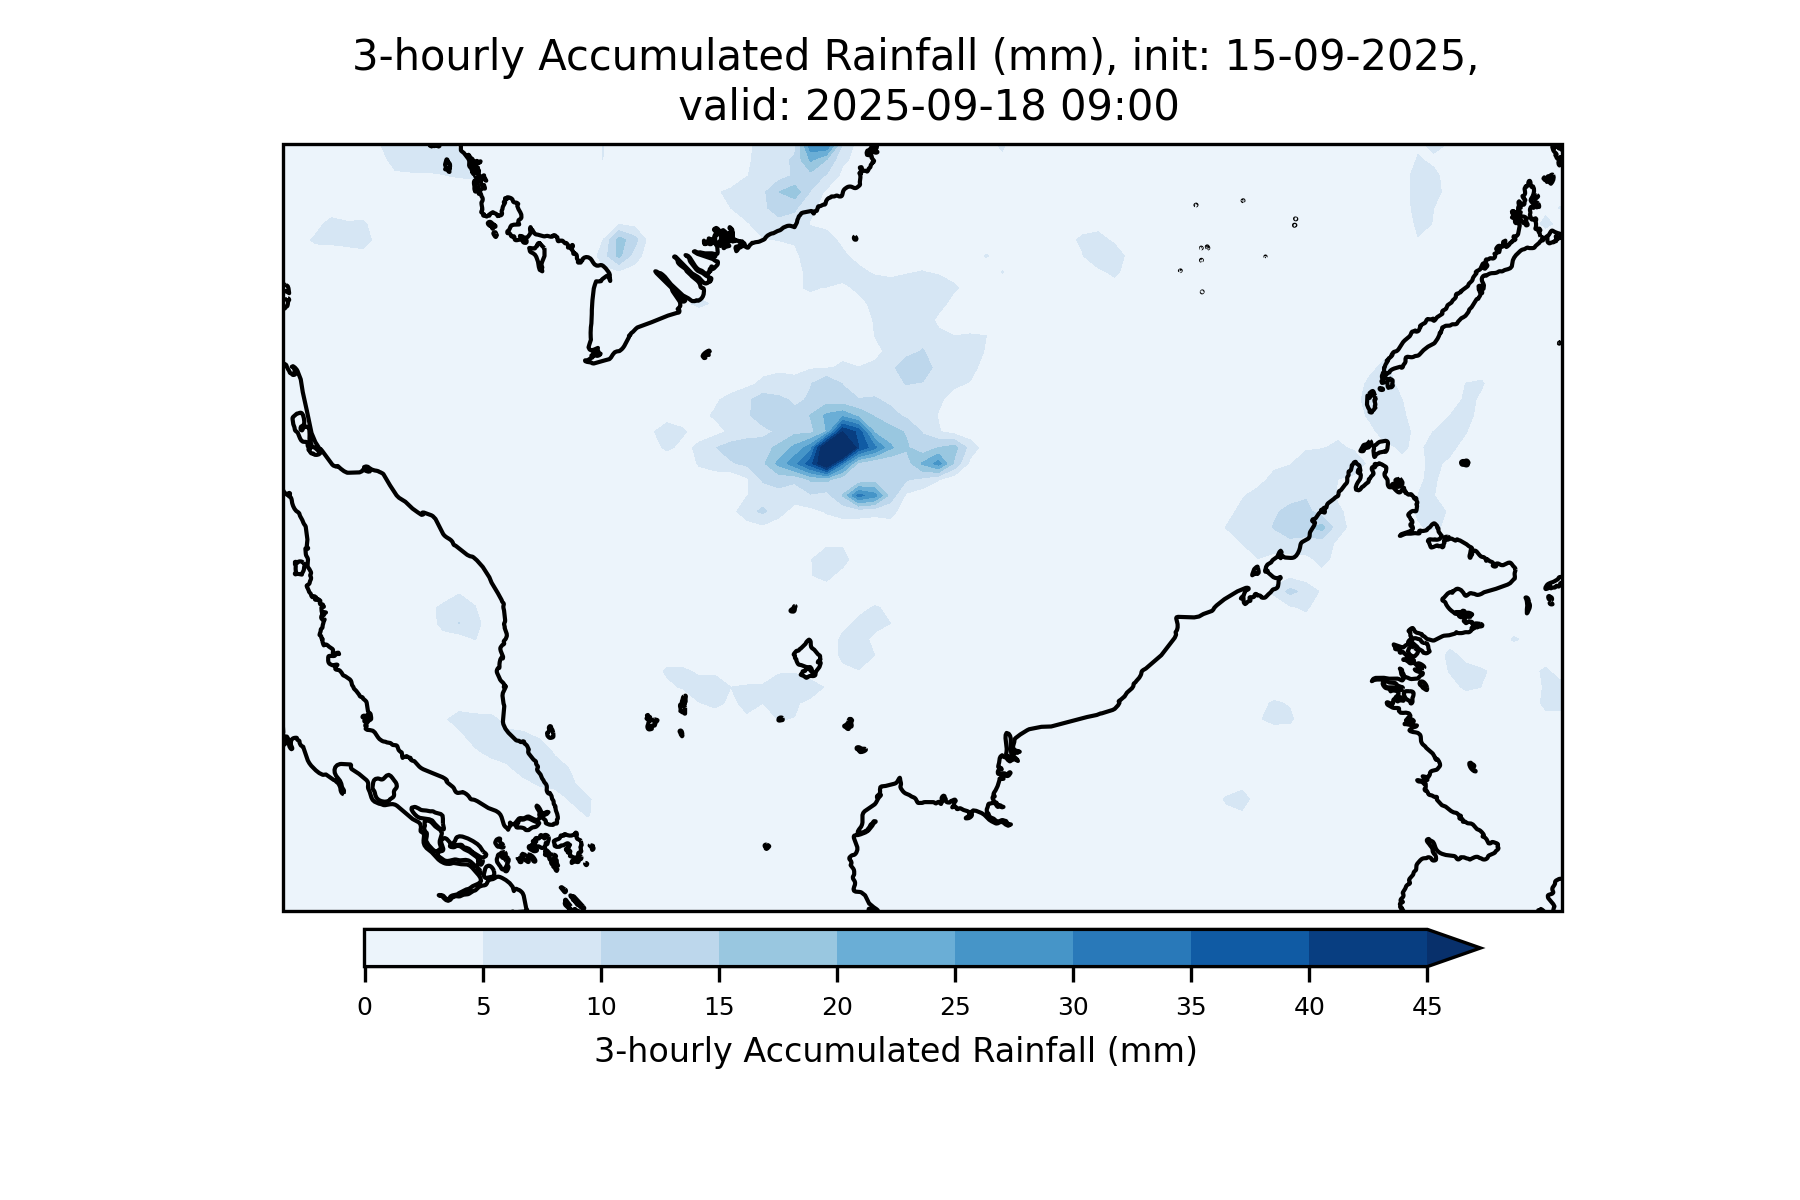 3-hourly Accumulated Rainfall (mm), init: 15-09-2025,
valid: 2025-09-18 09:00
0 5 10 15 20 25 30 35 40 45
3-hourly Accumulated Rainfall (mm)